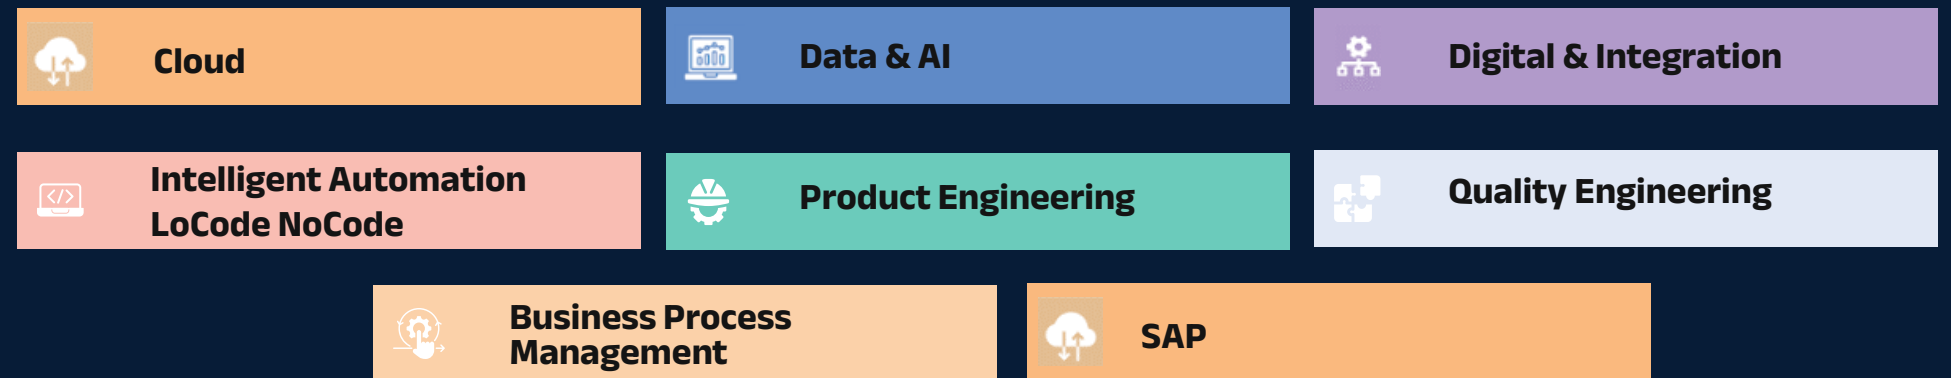 Cloud
Data & AI
Digital & Integration
Intelligent Automation
LoCode NoCode
Product Engineering
Quality Engineering
Business Process
Management
SAP